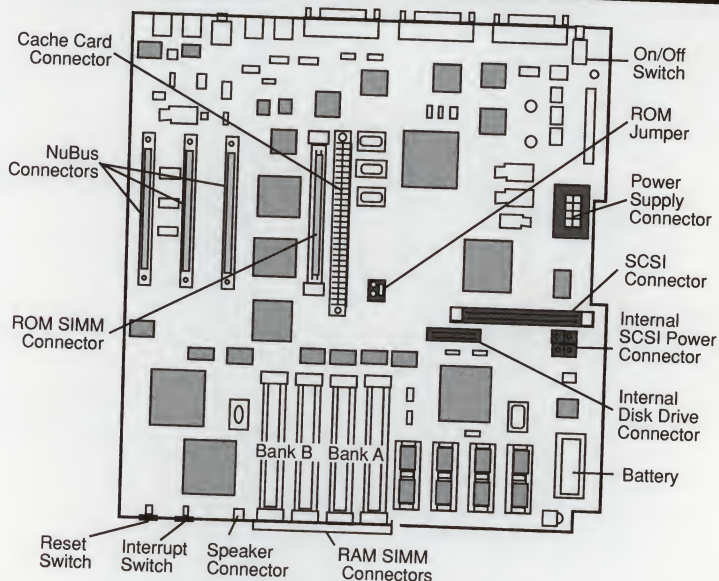 Cache Card
Connector
NuBus
Connectors
ROM SIMM
Connector
On/Off
Switch
ROM
Jumper
Power
Supply
Connector
SCSI
Connector
Internal
SCSI Power
Connector
Internal
Disk Drive
Connector
Battery
Bank B
Bank A
Reset
Switch
Interrupt
Switch
Speaker
Connector
RAM SIMM
Connectors